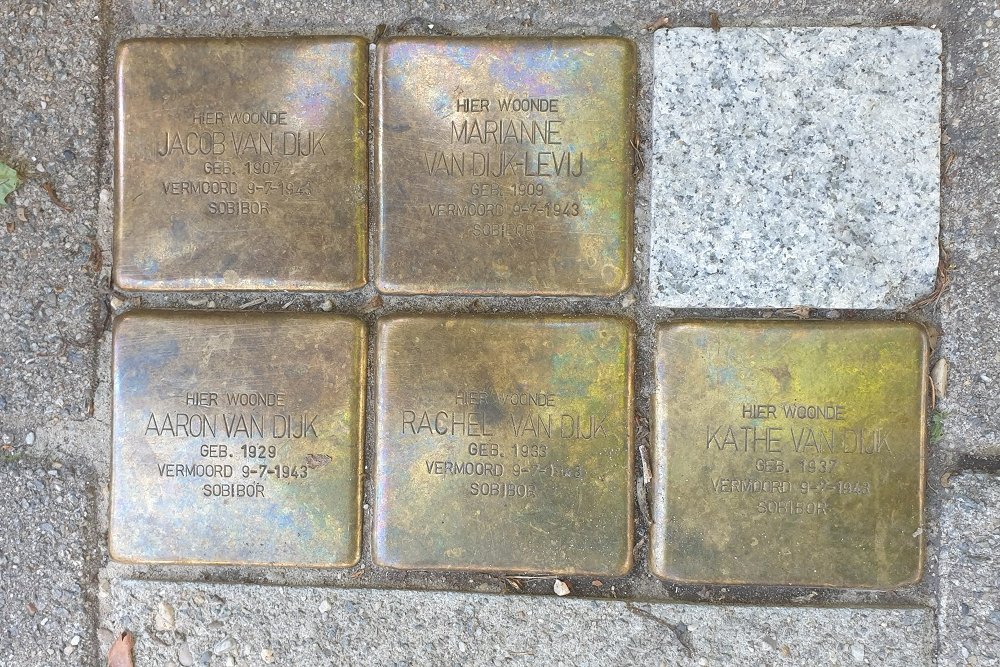 HIER WOONDE
JACOB VAN DIJK
GEB. 1907
VERMOORD 9-7-1943
SOBIBOR
HIER WOONDE
MARIANNE
VAN DIJK-LEVIJ
GEB. 1909
VERMOORD 9-7-1943
SOBIBOR
HIER WOONDE
AARON VAN DIJK
GEB. 1929
VERMOORD 9-7-1943
SOBIBOR
HIER WOONDE
RACHEL VAN DIJK
GEB. 1933
VERMOORD 9-7-1943
SOBIBOR
HIER WOONDE
KATHE VAN DIJK
GEB. 1937
VERMOORD 9-7-1943
SOBIBOR